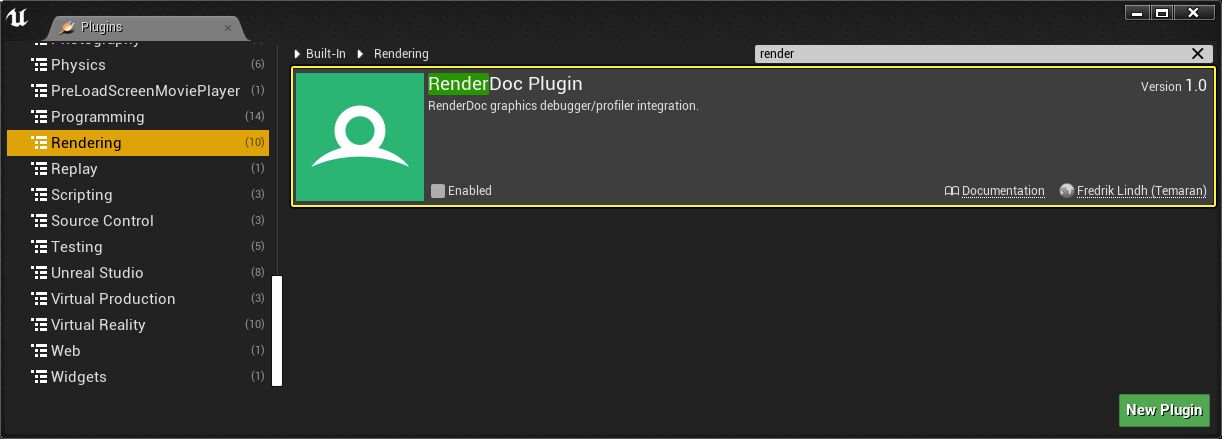 Plugins
Photography
Physics (6)
PreLoadScreenMoviePlayer (1)
Programming (14)
Rendering (10)
Replay (1)
Scripting (3)
Source Control (3)
Testing (5)
Unreal Studio (8)
Virtual Production (3)
Virtual Reality (10)
Web (1)
Widgets (1)
Built-In Rendering
render
RenderDoc Plugin
Version 1.0
RenderDoc graphics debugger/profiler integration.
Enabled
Documentation
Fredrik Lindh (Temaran)
New Plugin